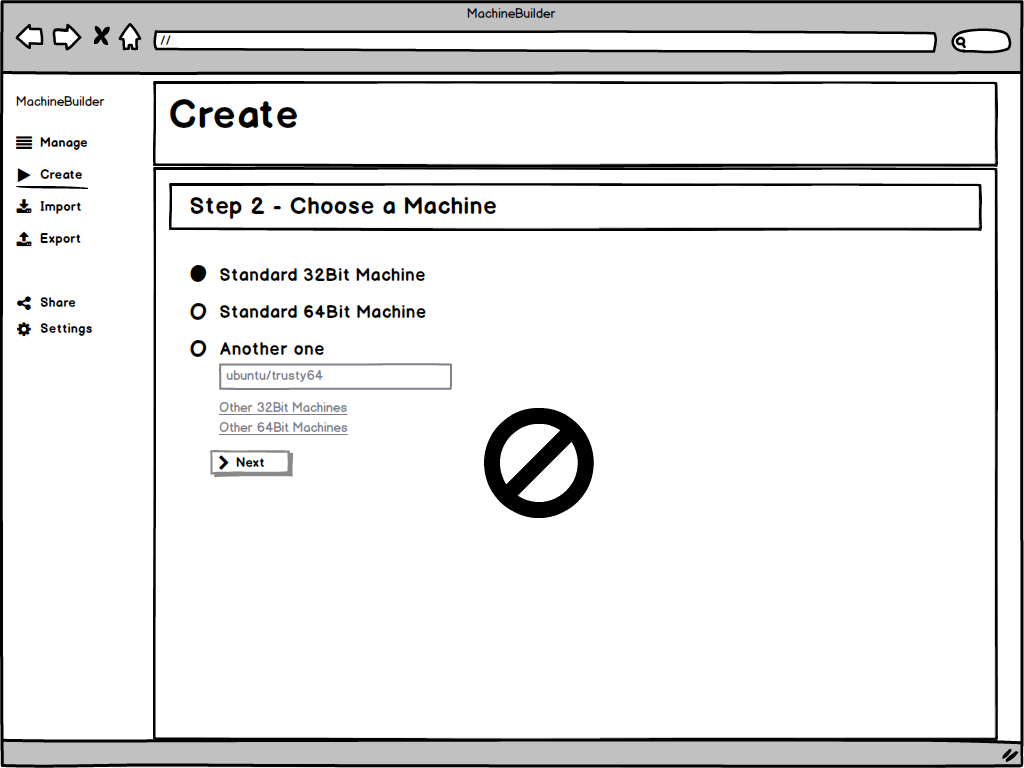 MachineBuilder
//
MachineBuilder
Manage
Create
Import
Export
Share
Settings
Create
Step 2 - Choose a Machine
Standard 32Bit Machine
Standard 64Bit Machine
Another one
ubuntu/trusty64
Other 32Bit Machines
Other 64Bit Machines
Next